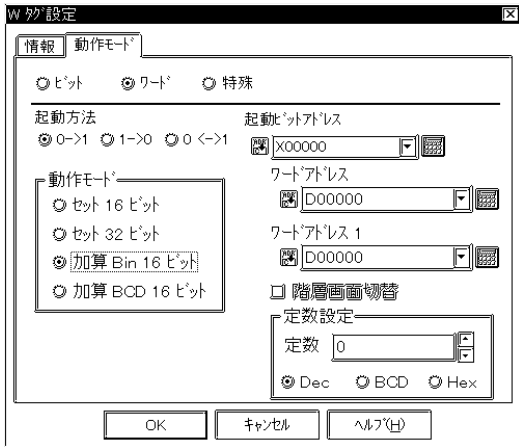 W ﾀｸﾞ設定
情報 動作ﾓｰﾄﾞ
ﾋﾞｯﾄ ﾜｰﾄﾞ 特殊
起動方法
0->1 1->0 0 <->1
起動ﾋﾞｯﾄｱﾄﾞﾚｽ
X00000
動作ﾓｰﾄﾞ
セット 16 ビット
セット 32 ビット
加算 Bin 16 ビット
加算 BCD 16 ビット
ﾜｰﾄﾞｱﾄﾞﾚｽ
D00000
ﾜｰﾄﾞｱﾄﾞﾚｽ 1
D00000
階層画面切替
定数設定
定数 0
Dec BCD Hex
OK ｷｬﾝｾﾙ ﾍﾙﾌﾟ(H)